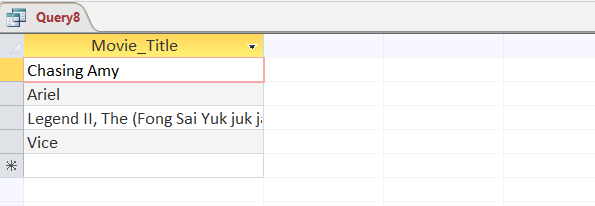 Query8
Movie_Title
Chasing Amy
Ariel
Legend II, The (Fong Sai Yuk juk
Vice